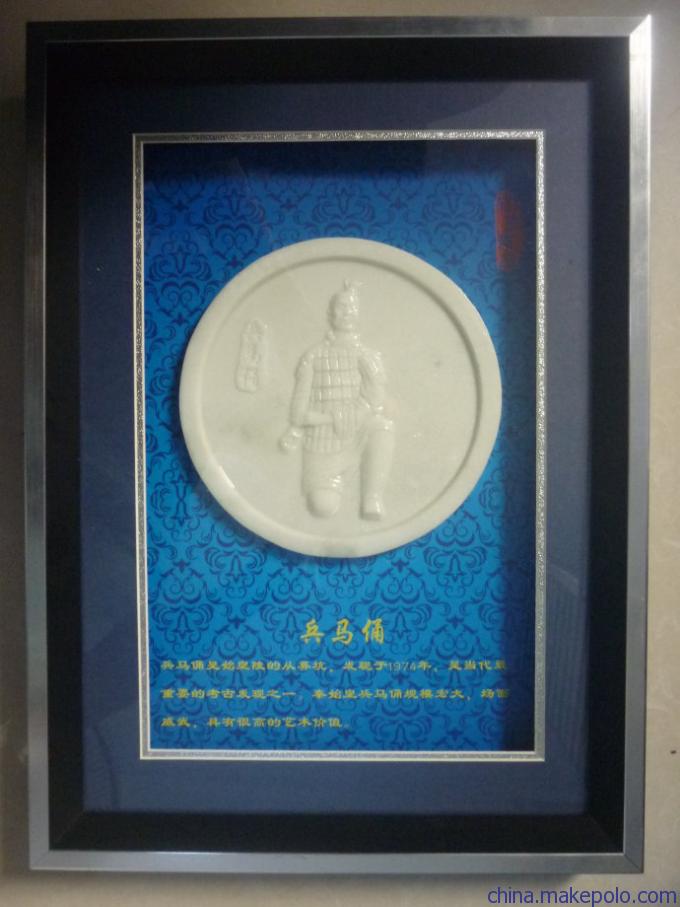 兵马俑
兵马俑是始皇陵的从葬坑，发现于1974年，是当代最
重要的考古发现之一，秦始皇兵马俑规模宏大，场面
威武，具有很高的艺术价值。
china.makepolo.com